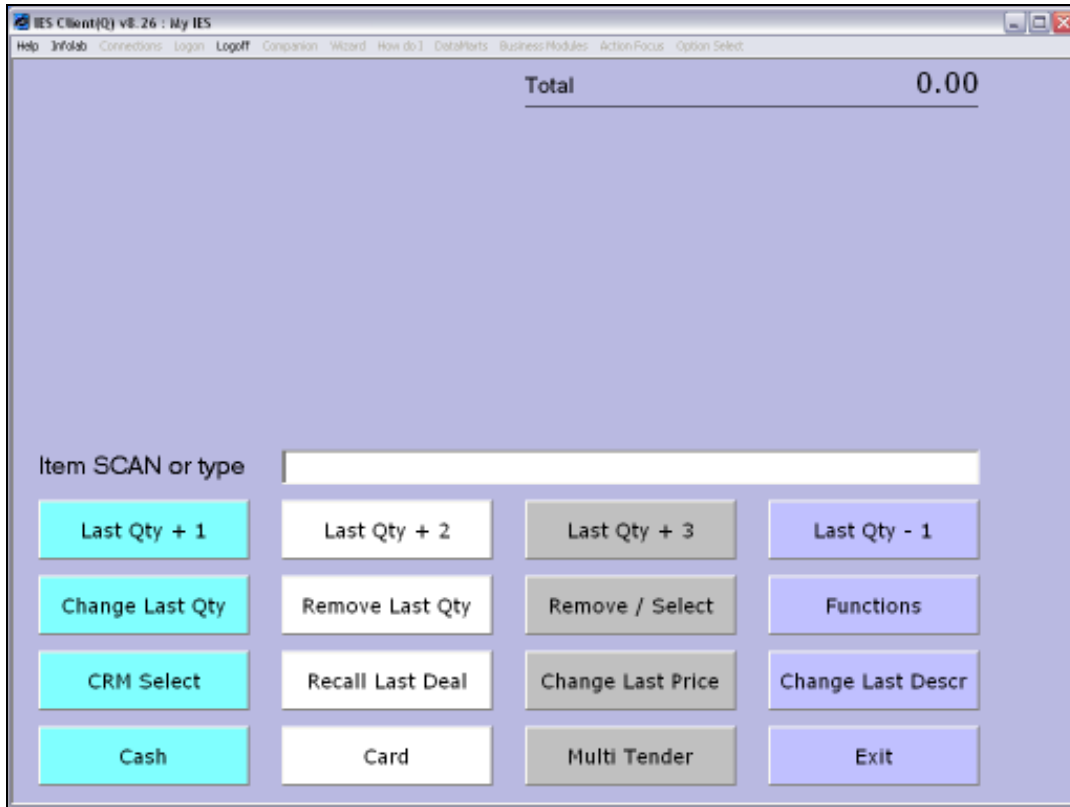 IES Client(Q) v8.26 : My IES
Help Infolab Connections Logon Logoff Companion Wizard How do I DataMarts Business Modules Action Focus Option Select
Total 0.00
Item SCAN or type
Last Qty + 1 Last Qty + 2 Last Qty + 3 Last Qty - 1
Change Last Qty Remove Last Qty Remove / Select Functions
CRM Select Recall Last Deal Change Last Price Change Last Descr
Cash Card Multi Tender Exit